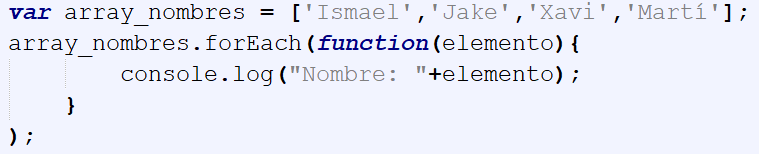 var array_nombres = ['Ismael','Jake','Xavi','Martí'];
array_nombres.forEach(function(elemento){
        console.log("Nombre: "+elemento);
    }
);